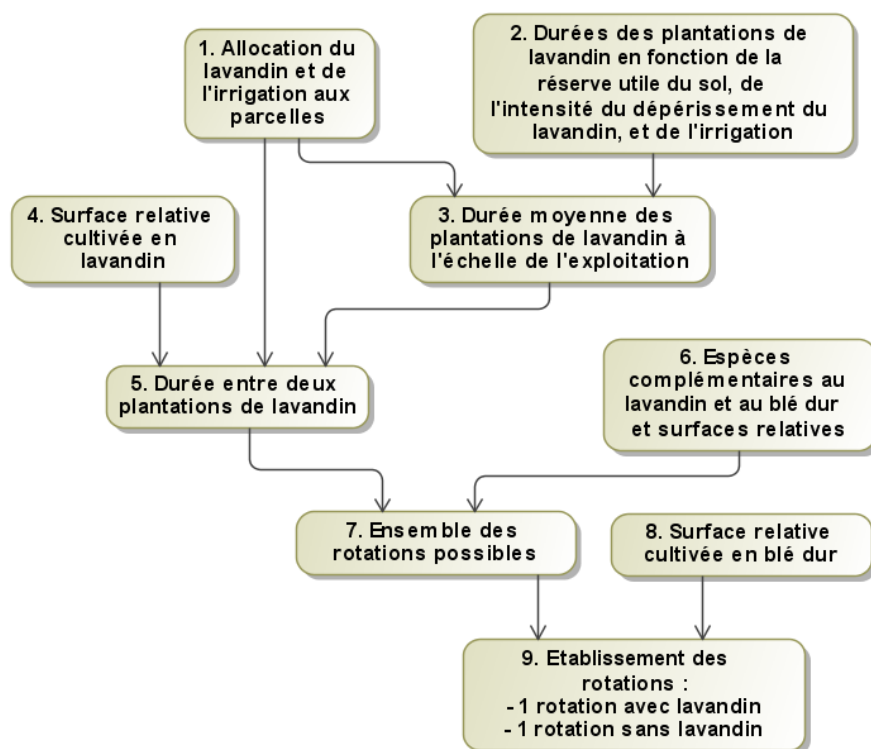 1. Allocation du
lavandin et de
l'irrigation aux
parcelles
2. Durées des plantations de
lavandin en fonction de la
réserve utile du sol, de
l'intensité du dépérissement du
lavandin, et de l'irrigation
3. Durée moyenne des
plantations de lavandin à
l'échelle de l'exploitation
4. Surface relative
cultivée en
lavandin
5. Durée entre deux
plantations de lavandin
6. Espèces
complémentaires au
lavandin et au blé dur
et surfaces relatives
7. Ensemble des
rotations possibles
8. Surface relative
cultivée en blé dur
9. Etablissement des
rotations :
- 1 rotation avec lavandin
- 1 rotation sans lavandin